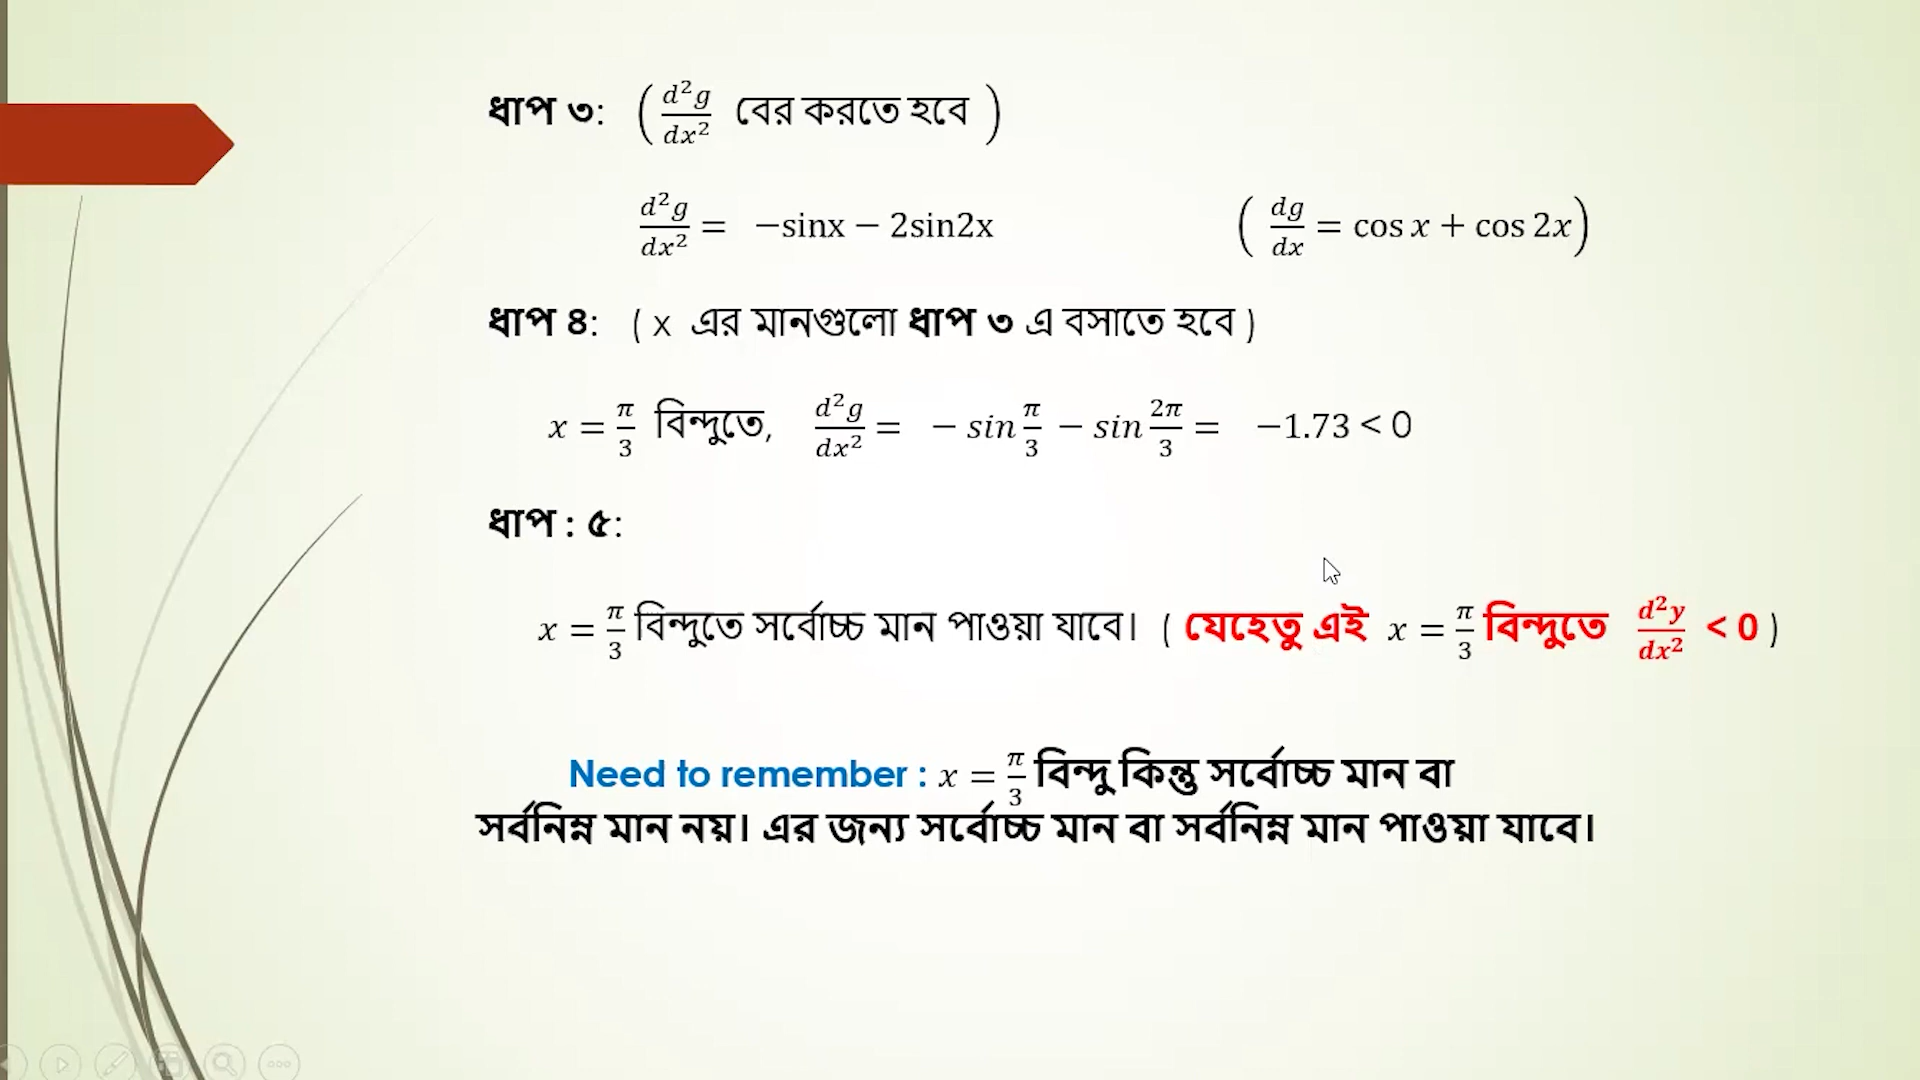 ধাপ ৩: ( d²g/dx² বের করতে হবে )
d²g/dx² = −sinx − 2sin2x ( dg/dx = cos x + cos 2x )
ধাপ ৪: ( x এর মানগুলো ধাপ ৩ এ বসাতে হবে )
x = π/3 বিন্দুতে, d²g/dx² = − sin π/3 − sin 2π/3 = −1.73 < 0
ধাপ : ৫:
x = π/3 বিন্দুতে সর্বোচ্চ মান পাওয়া যাবে। ( যেহেতু এই x = π/3 বিন্দুতে d²y/dx² < 0 )
Need to remember : x = π/3 বিন্দু কিন্তু সর্বোচ্চ মান বা
সর্বনিম্ন মান নয়। এর জন্য সর্বোচ্চ মান বা সর্বনিম্ন মান পাওয়া যাবে।